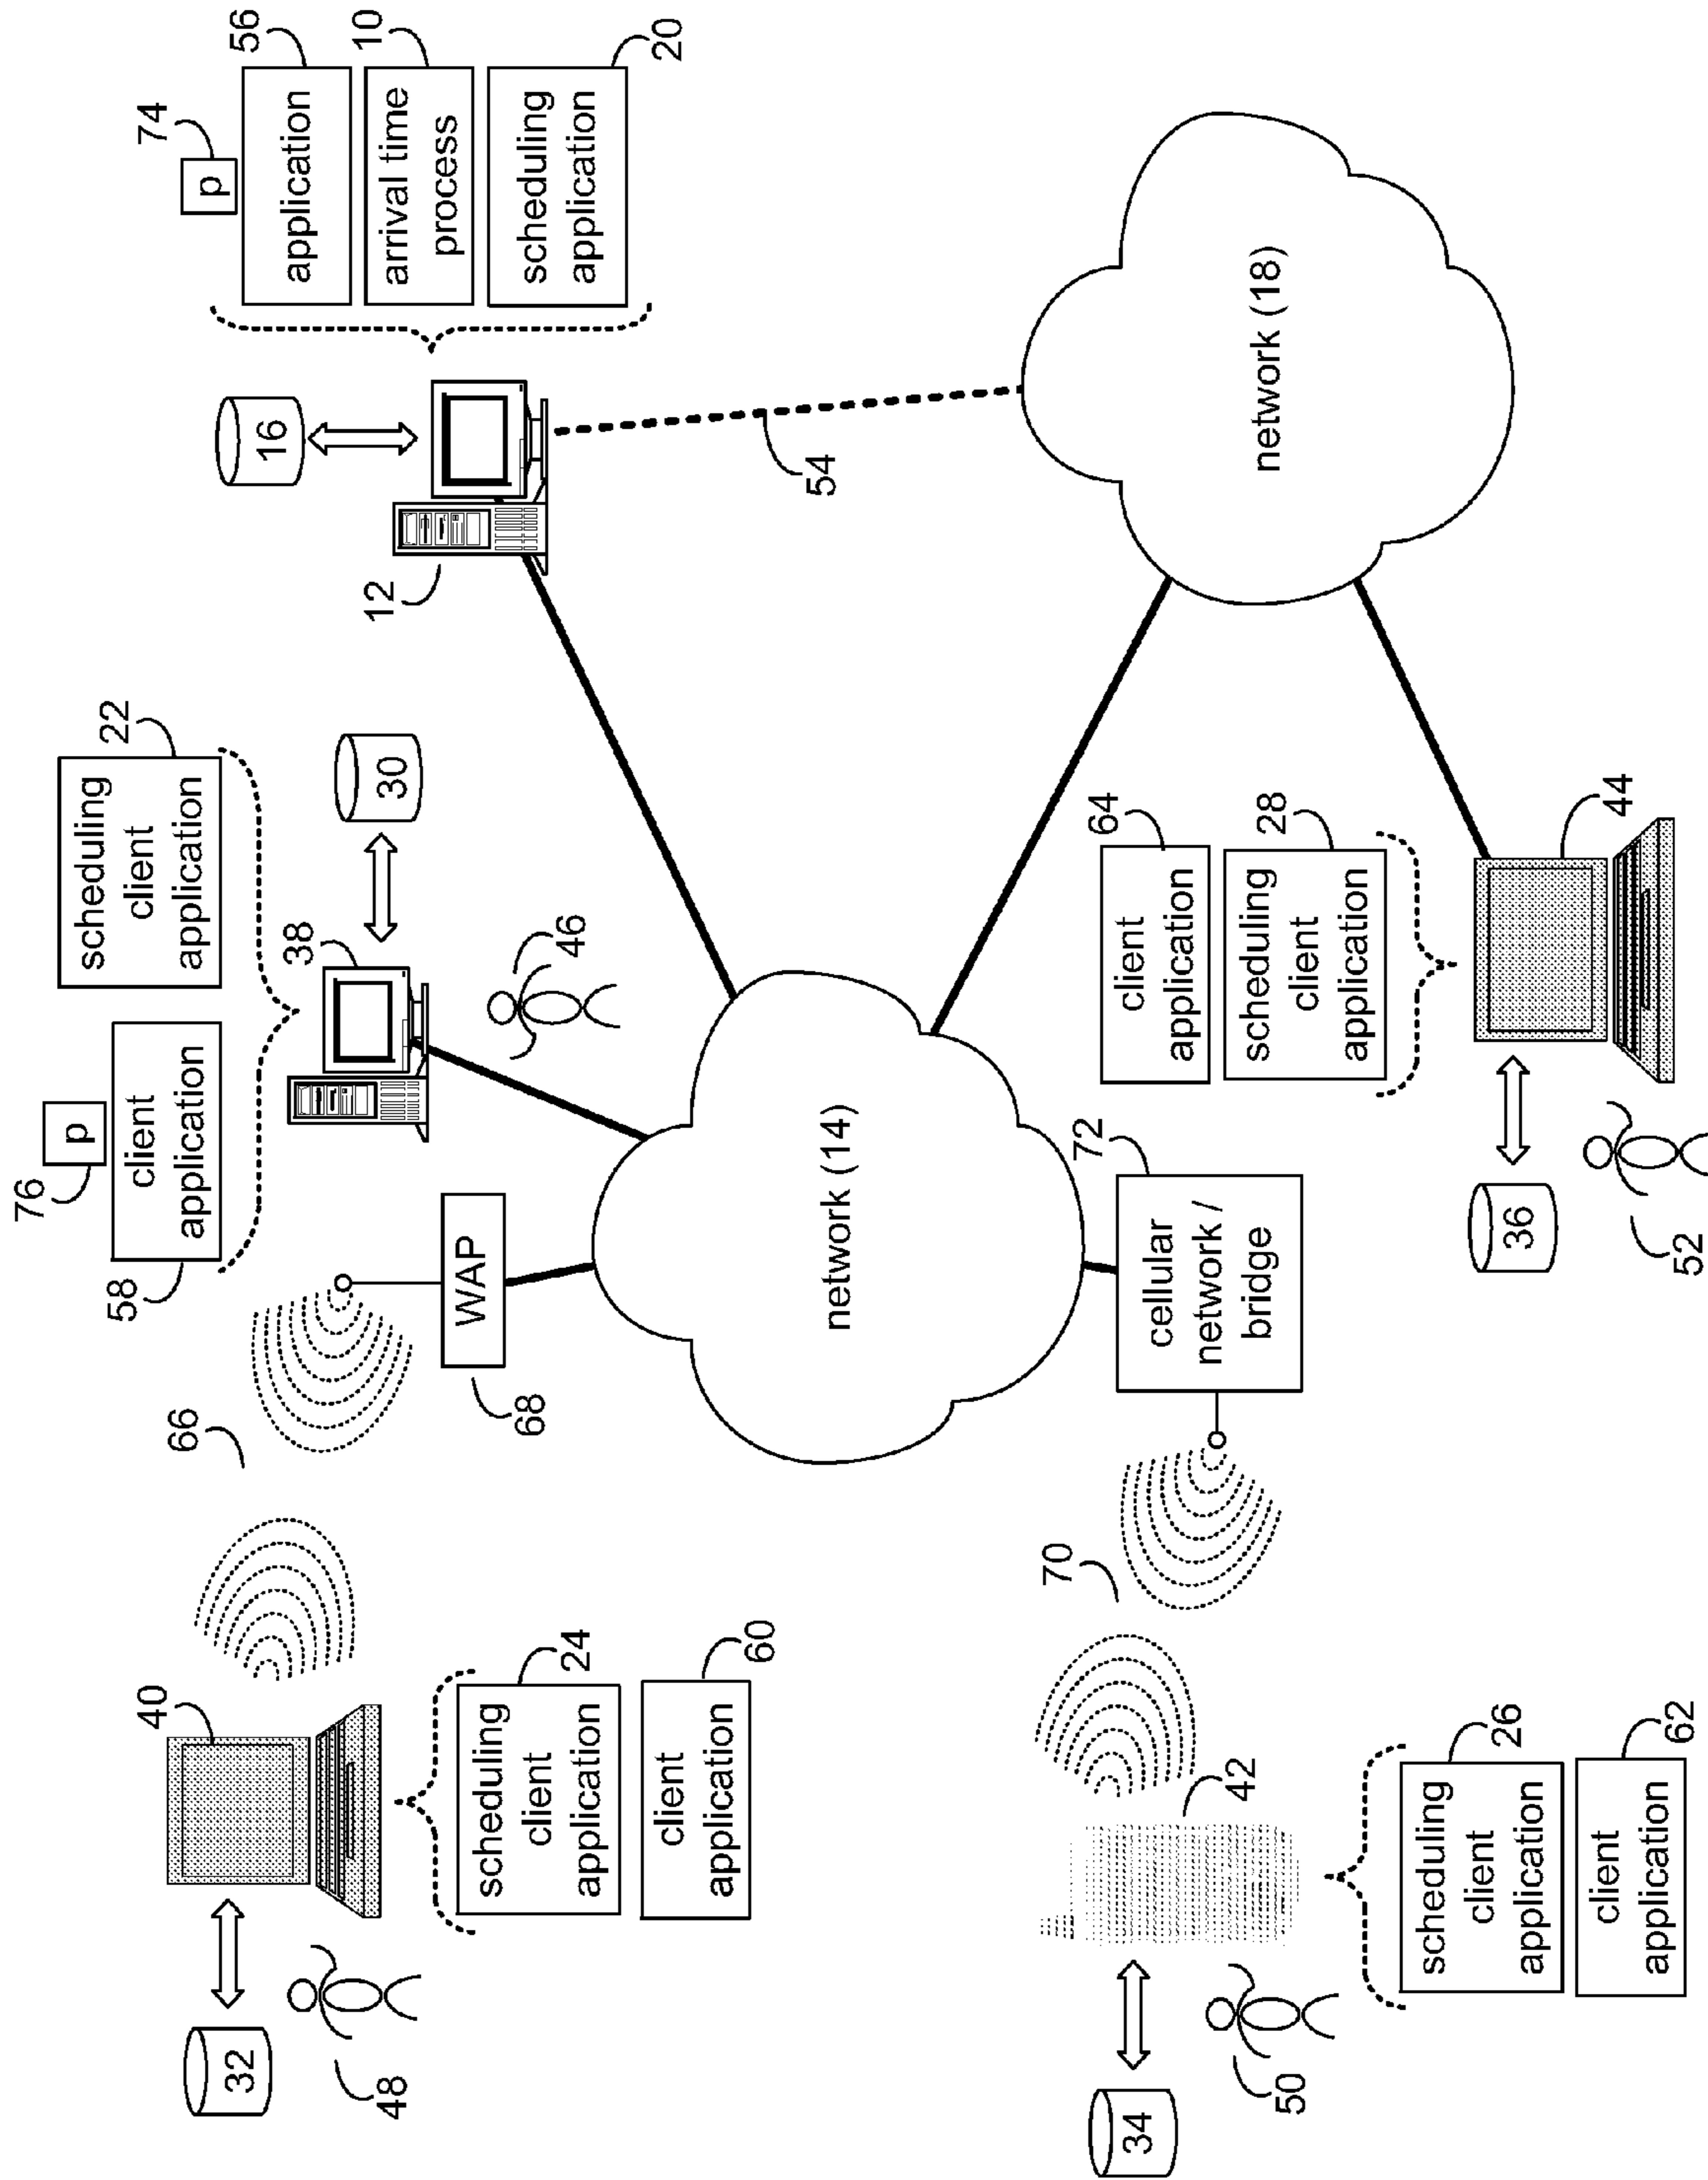 76
p
58
client
application
scheduling
client
application
22
38
30
46
74
p
application
56
arrival time
process
10
scheduling
application
20
16
12
54
66
WAP
68
40
32
48
scheduling
client
application
24
client
application
60
network (14)
network (18)
70
cellular
network /
bridge
72
42
34
50
scheduling
client
application
26
client
application
62
client
application
64
scheduling
client
application
28
44
36
52